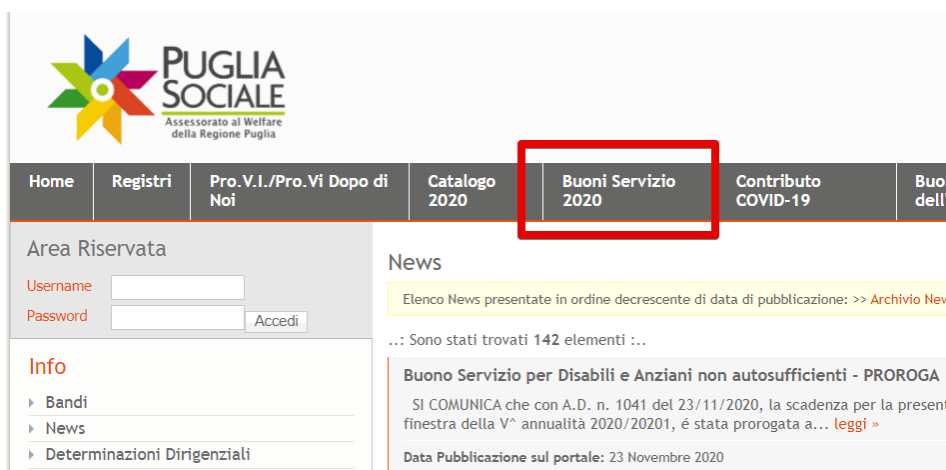 PUGLIA
SOCIALE
Assessorato al Welfare
della Regione Puglia
Home
Registri
Pro.V.I./Pro.Vi Dopo di
Noi
Catalogo
2020
Buoni Servizio
2020
Contributo
COVID-19
Area Riservata
Username
Password
Accedi
Info
Bandi
News
Determinazioni Dirigenziali
News
Elenco News presentate in ordine decrescente di data di pubblicazione: >> Archivio
..: Sono stati trovati 142 elementi :..
Buono Servizio per Disabili e Anziani non autosufficienti - PROROGA
SI COMUNICA che con A.D. n. 1041 del 23/11/2020, la scadenza per la
finestra della V^ annualità 2020/20201, é stata prorogata a... leggi »
Data Pubblicazione sul portale: 23 Novembre 2020